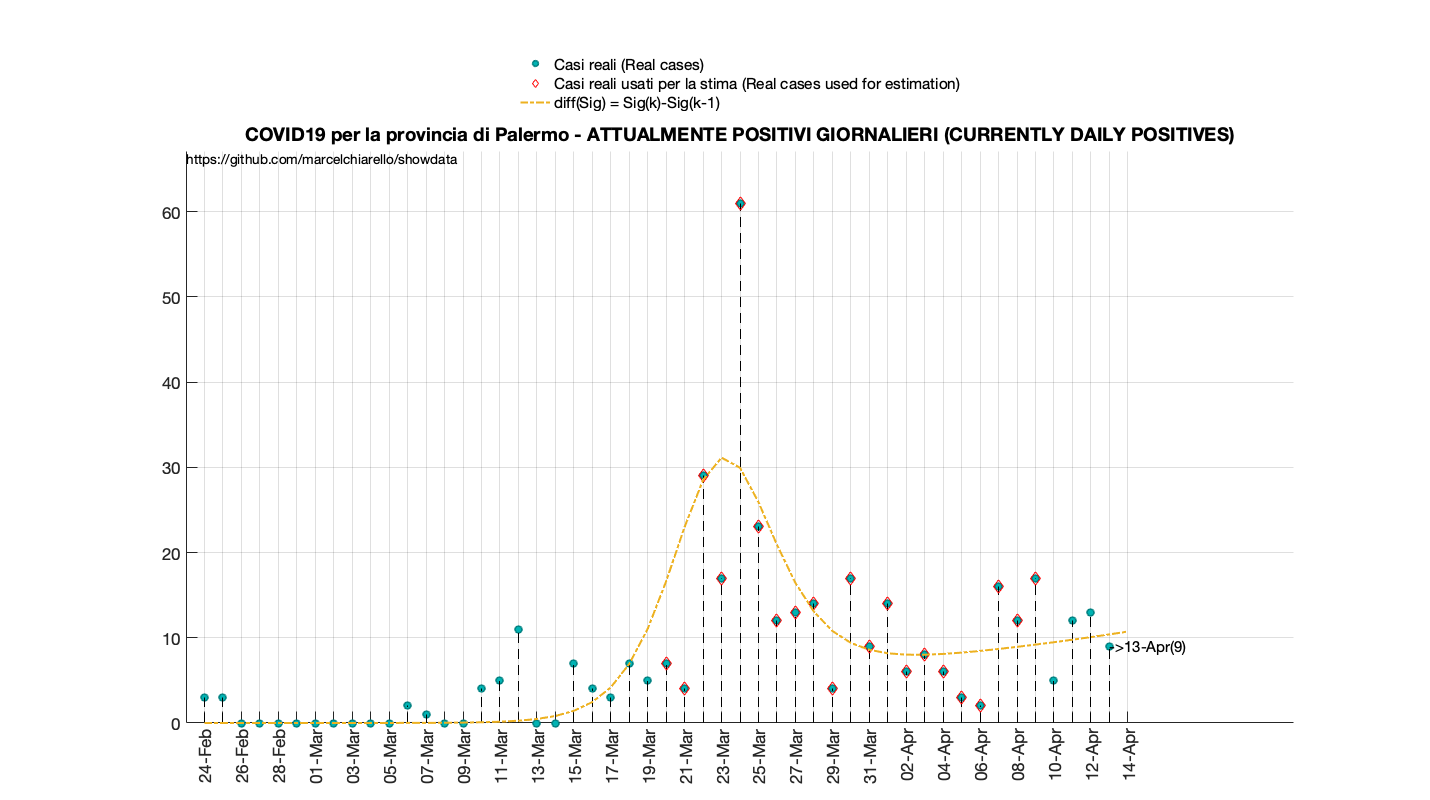 Casi reali (Real cases)
Casi reali usati per la stima (Real cases used for estimation)
diff(Sig) = Sig(k)-Sig(k-1)
COVID19 per la provincia di Palermo - ATTUALMENTE POSITIVI GIORNALIERI (CURRENTLY DAILY POSITIVES)
https://github.com/marcelchiarello/showdata
60
50
40
30
20
10
0
->13-Apr(9)
24-Feb
26-Feb
28-Feb
01-Mar
03-Mar
05-Mar
07-Mar
09-Mar
11-Mar
13-Mar
15-Mar
17-Mar
19-Mar
21-Mar
23-Mar
25-Mar
27-Mar
29-Mar
31-Mar
02-Apr
04-Apr
06-Apr
08-Apr
10-Apr
12-Apr
14-Apr